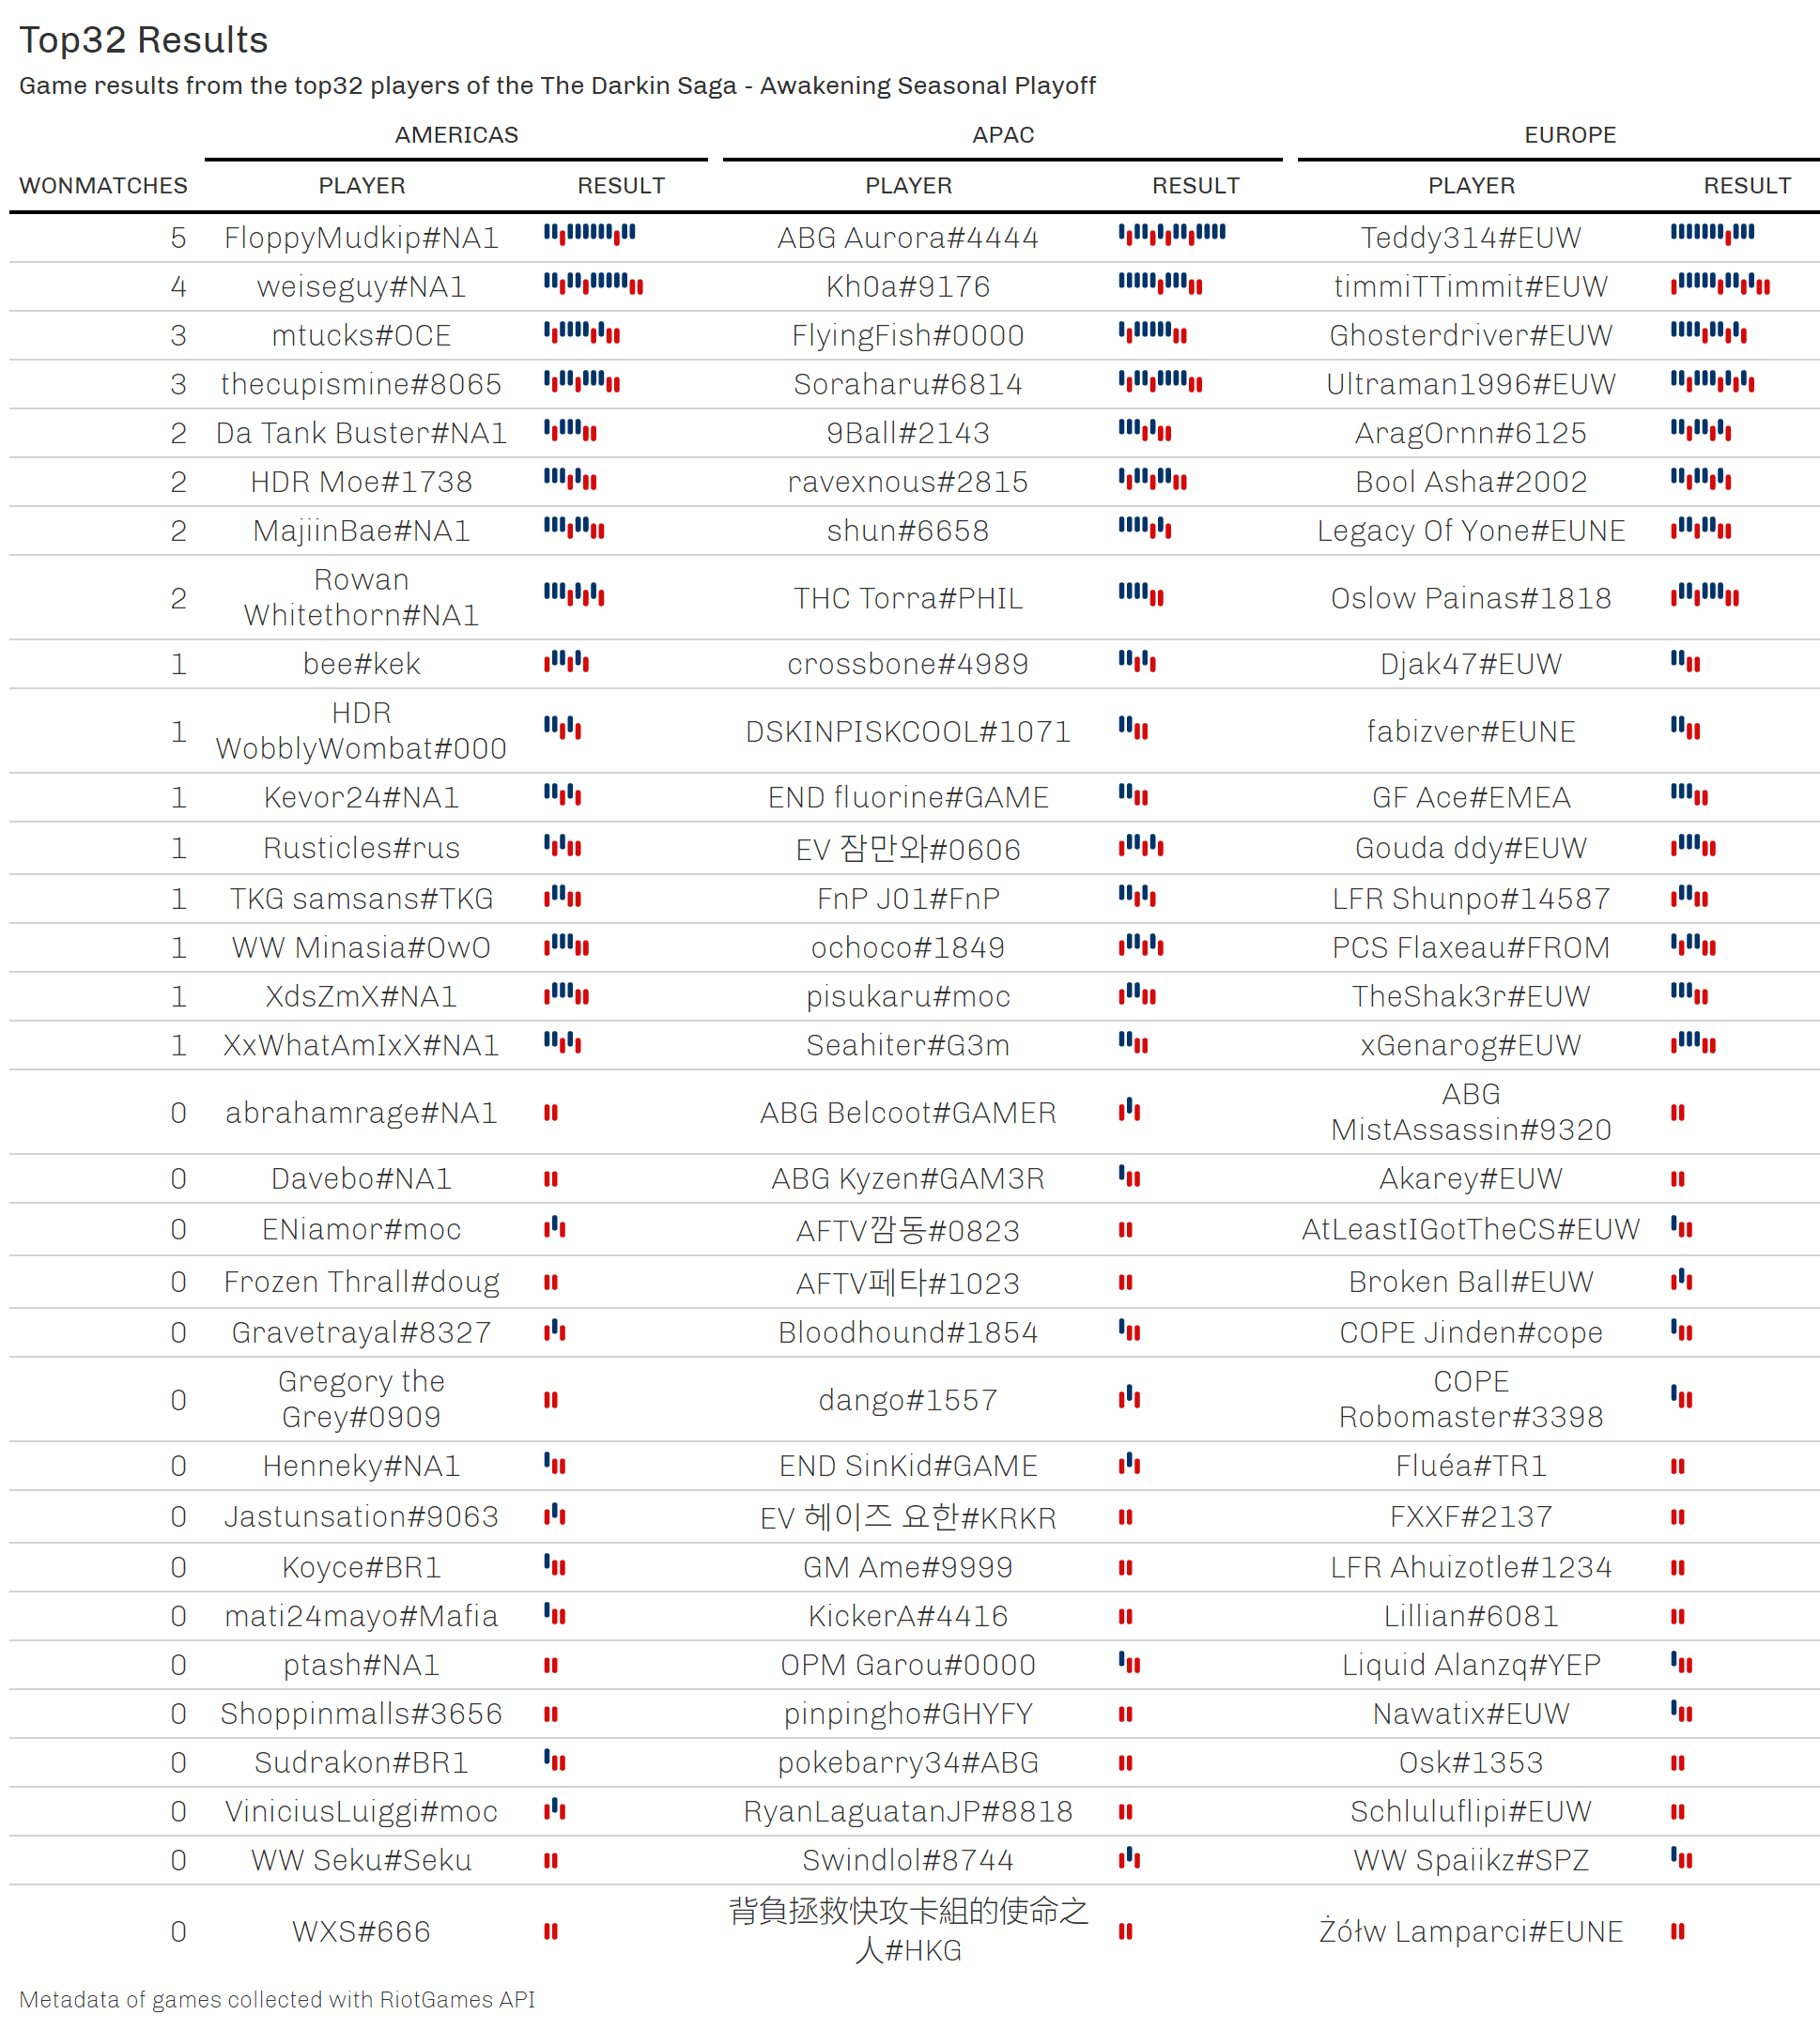 Top32 Results
Game results from the top32 players of the The Darkin Saga - Awakening Seasonal Playoff
AMERICAS APAC EUROPE
WONMATCHES PLAYER RESULT PLAYER RESULT PLAYER RESULT
5 FloppyMudkip#NA1 ABG Aurora#4444 Teddy314#EUW
4 weiseguy#NA1 Kh0a#9176 timmiTTimmit#EUW
3 mtucks#OCE FlyingFish#0000 Ghosterdriver#EUW
3 thecupismine#8065 Soraharu#6814 Ultraman1996#EUW
2 Da Tank Buster#NA1 9Ball#2143 AragOrnn#6125
2 HDR Moe#1738 ravexnous#2815 Bool Asha#2002
2 MajiinBae#NA1 shun#6658 Legacy Of Yone#EUNE
2 Rowan
Whitethorn#NA1 THC Torra#PHIL Oslow Painas#1818
1 bee#kek crossbone#4989 Djak47#EUW
1 HDR
WobblyWombat#000 DSKINPISKCOOL#1071 fabizver#EUNE
1 Kevor24#NA1 END fluorine#GAME GF Ace#EMEA
1 Rusticles#rus EV 잠만와#0606 Gouda ddy#EUW
1 TKG samsans#TKG FnP J01#FnP LFR Shunpo#14587
1 WW Minasia#OwO ochoco#1849 PCS Flaxeau#FROM
1 XdsZmX#NA1 pisukaru#moc TheShak3r#EUW
1 XxWhatAmIxX#NA1 Seahiter#G3m xGenarog#EUW
0 abrahamrage#NA1 ABG Belcoot#GAMER ABG
MistAssassin#9320
0 Davebo#NA1 ABG Kyzen#GAM3R Akarey#EUW
0 ENiamor#moc AFTV깜동#0823 AtLeastIGotTheCS#EUW
0 Frozen Thrall#doug AFTV페타#1023 Broken Ball#EUW
0 Gravetrayal#8327 Bloodhound#1854 COPE Jinden#cope
0 Gregory the
Grey#0909 dango#1557 COPE
Robomaster#3398
0 Henneky#NA1 END SinKid#GAME Fluéa#TR1
0 Jastunsation#9063 EV 헤이즈 요한#KRKR FXXF#2137
0 Koyce#BR1 GM Ame#9999 LFR Ahuizotle#1234
0 mati24mayo#Mafia KickerA#4416 Lillian#6081
0 ptash#NA1 OPM Garou#0000 Liquid Alanzq#YEP
0 Shoppinmalls#3656 pinpingho#GHYFY Nawatix#EUW
0 Sudrakon#BR1 pokebarry34#ABG Osk#1353
0 ViniciusLuiggi#moc RyanLaguatanJP#8818 Schluluflipi#EUW
0 WW Seku#Seku Swindlol#8744 WW Spaiikz#SPZ
0 WXS#666 背負拯救快攻卡組的使命之
人#HKG Żółw Lamparci#EUNE
Metadata of games collected with RiotGames API